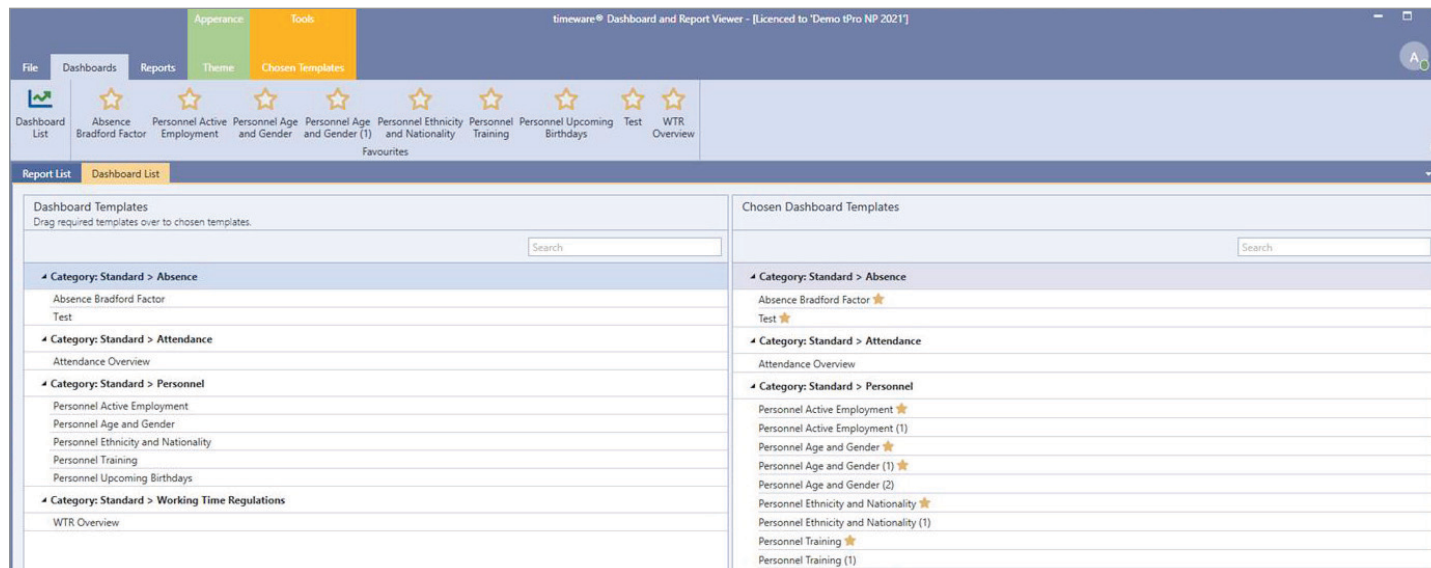 Apperance
Tools
timeware® Dashboard and Report Viewer - [Licenced to 'Demo tPro NP 2021']
File
Dashboards
Reports
Theme
Chosen Templates
A
Dashboard
List
Absence
Bradford Factor
Personnel Active
Employment
Personnel Age
and Gender
Personnel Age
and Gender (1)
Personnel Ethnicity
and Nationality
Personnel
Training
Personnel Upcoming
Birthdays
Test
WTR
Overview
Favourites
Report List
Dashboard List
Dashboard Templates
Drag required templates over to chosen templates.
Search
Category: Standard > Absence
Absence Bradford Factor
Test
Category: Standard > Attendance
Attendance Overview
Category: Standard > Personnel
Personnel Active Employment
Personnel Age and Gender
Personnel Ethnicity and Nationality
Personnel Training
Personnel Upcoming Birthdays
Category: Standard > Working Time Regulations
WTR Overview
Chosen Dashboard Templates
Search
Category: Standard > Absence
Absence Bradford Factor
Test
Category: Standard > Attendance
Attendance Overview
Category: Standard > Personnel
Personnel Active Employment
Personnel Active Employment (1)
Personnel Age and Gender
Personnel Age and Gender (1)
Personnel Age and Gender (2)
Personnel Ethnicity and Nationality
Personnel Ethnicity and Nationality (1)
Personnel Training
Personnel Training (1)